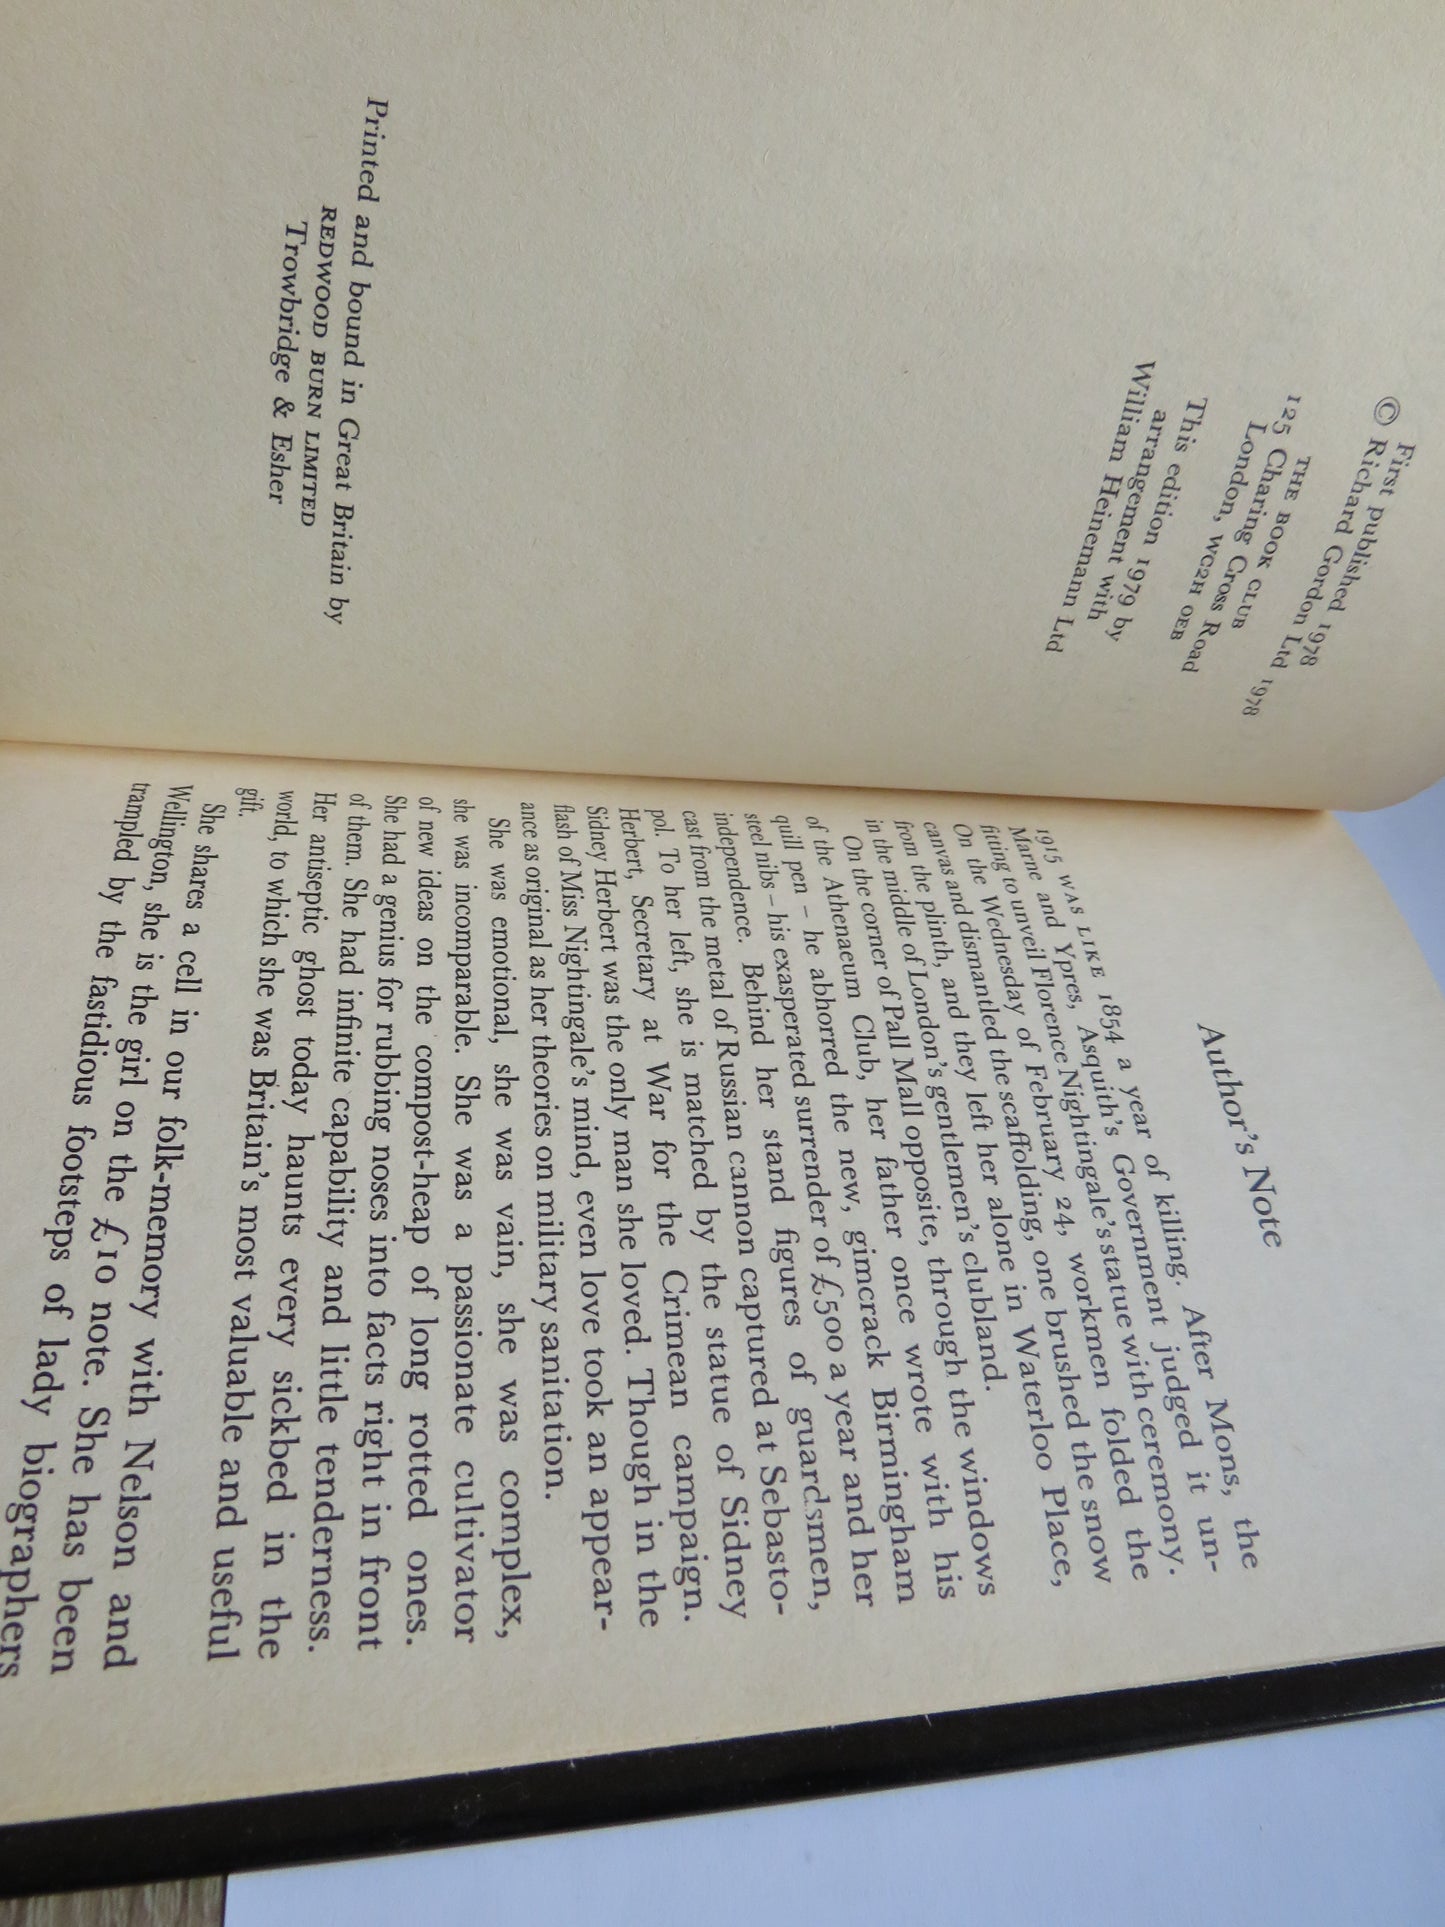 First published 1978
© Richard Gordon Ltd 1978
THE BOOK CLUB
125 Charing Cross Road
London, WC2H OEB
This edition 1979 by
arrangement with
William Heinemann Ltd
Printed and bound in Great Britain by
REDWOOD BURN LIMITED
Trowbridge & Esher
Author's Note
1915 WAS LIKE 1854 a year of killing. After Mons, the
Marne and Ypres, Asquith's Government judged it un-
fitting to unveil Florence Nightingale's statue with ceremony.
On the Wednesday of February 24, workmen folded the
canvas and dismantled the scaffolding, one brushed the snow
from the plinth, and they left her alone in Waterloo Place,
in the middle of London's gentlemen's clubland.
On the corner of Pall Mall opposite, through the windows
of the Athenaeum Club, her father once wrote with his
quill pen – he abhorred the new, gimcrack Birmingham
steel nibs – his exasperated surrender of £500 a year and her
independence. Behind her stand figures of guardsmen,
cast from the metal of Russian cannon captured at Sebasto-
pol. To her left, she is matched by the statue of Sidney
Herbert, Secretary at War for the Crimean campaign.
Sidney Herbert was the only man she loved. Though in the
flash of Miss Nightingale's mind, even love took an appear-
ance as original as her theories on military sanitation.
She was emotional, she was vain, she was complex,
she was incomparable. She was a passionate cultivator
of new ideas on the compost-heap of long rotted ones.
She had a genius for rubbing noses into facts right in front
of them. She had infinite capability and little tenderness.
Her antiseptic ghost today haunts every sickbed in the
world, to which she was Britain's most valuable and useful
gift.
She shares a cell in our folk-memory with Nelson and
Wellington, she is the girl on the £10 note. She has been
trampled by the fastidious footsteps of lady biographers